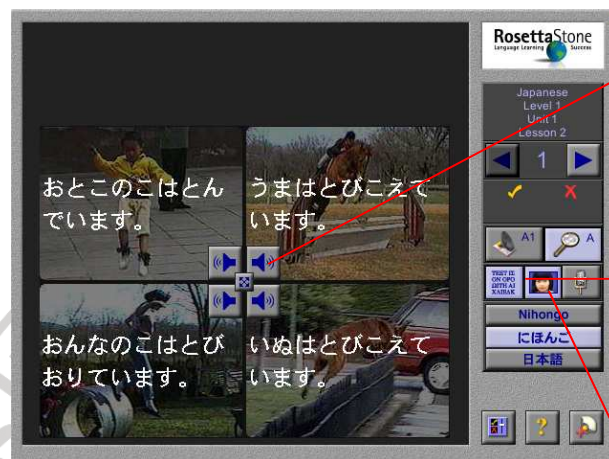 RosettaStone
Language Learning Success
Japanese
Level 1
Unit 1
Lesson 2
1
おとこのこはとん
でいます。
うまはとびこえて
います。
おんなのこはとび
おりています。
いぬはとびこえて
います。
A1
A
Nihongo
にほんご
日本語
?